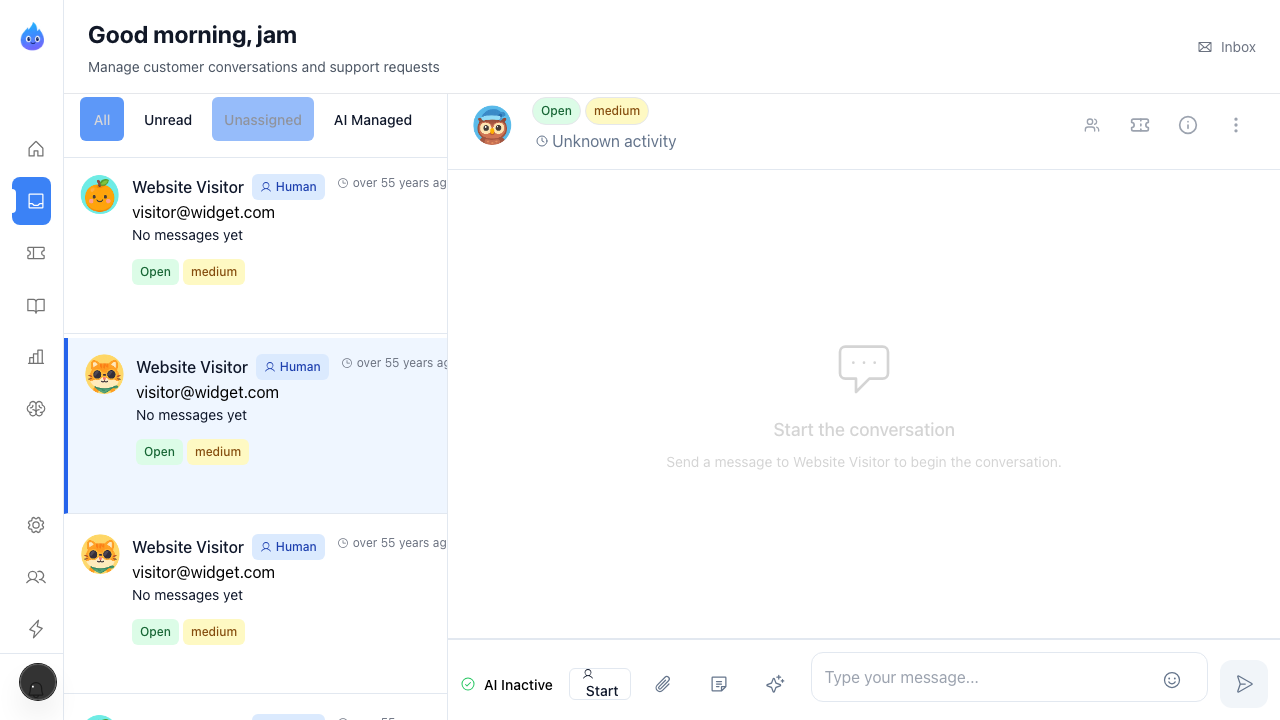 Good morning, jam
Manage customer conversations and support requests
Inbox
All
Unread
Unassigned
AI Managed
Website Visitor
Human
over 55 years ag
visitor@widget.com
No messages yet
Open
medium
Website Visitor
Human
over 55 years ag
visitor@widget.com
No messages yet
Open
medium
Website Visitor
Human
over 55 years ag
visitor@widget.com
No messages yet
Open
medium
Open
medium
Unknown activity
Start the conversation
Send a message to Website Visitor to begin the conversation.
AI Inactive
Start
Type your message...